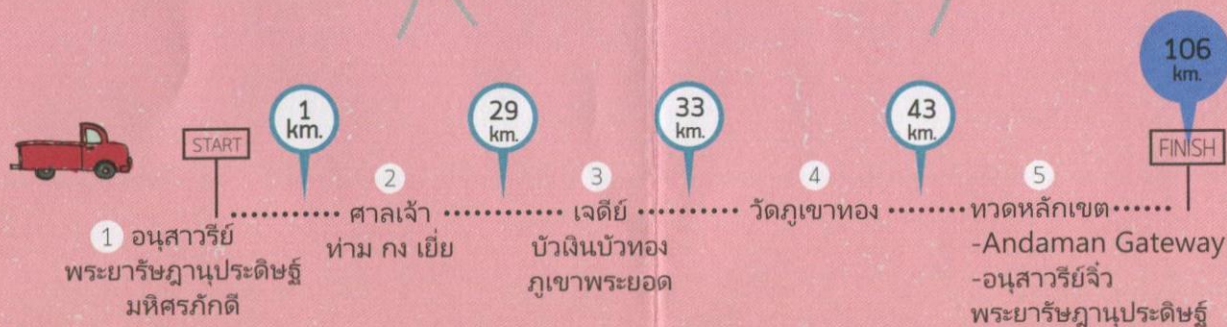 1
km.
29
km.
33
km.
43
km.
106
km.
START
FINISH
1 อนุสาวรีย์
พระยารัษฎานุประดิษฐ์
มหิศรภักดี
2
ศาลเจ้า
ท่าม กง เยี่ย
3
เจดีย์
บัวเงินบัวทอง
ภูเขาพระยอด
4
วัดภูเขาทอง
5
ทวดหลักเขต
-Andaman Gateway
-อนุสาวรีย์จิ๋ว
พระยารัษฎานุประดิษฐ์